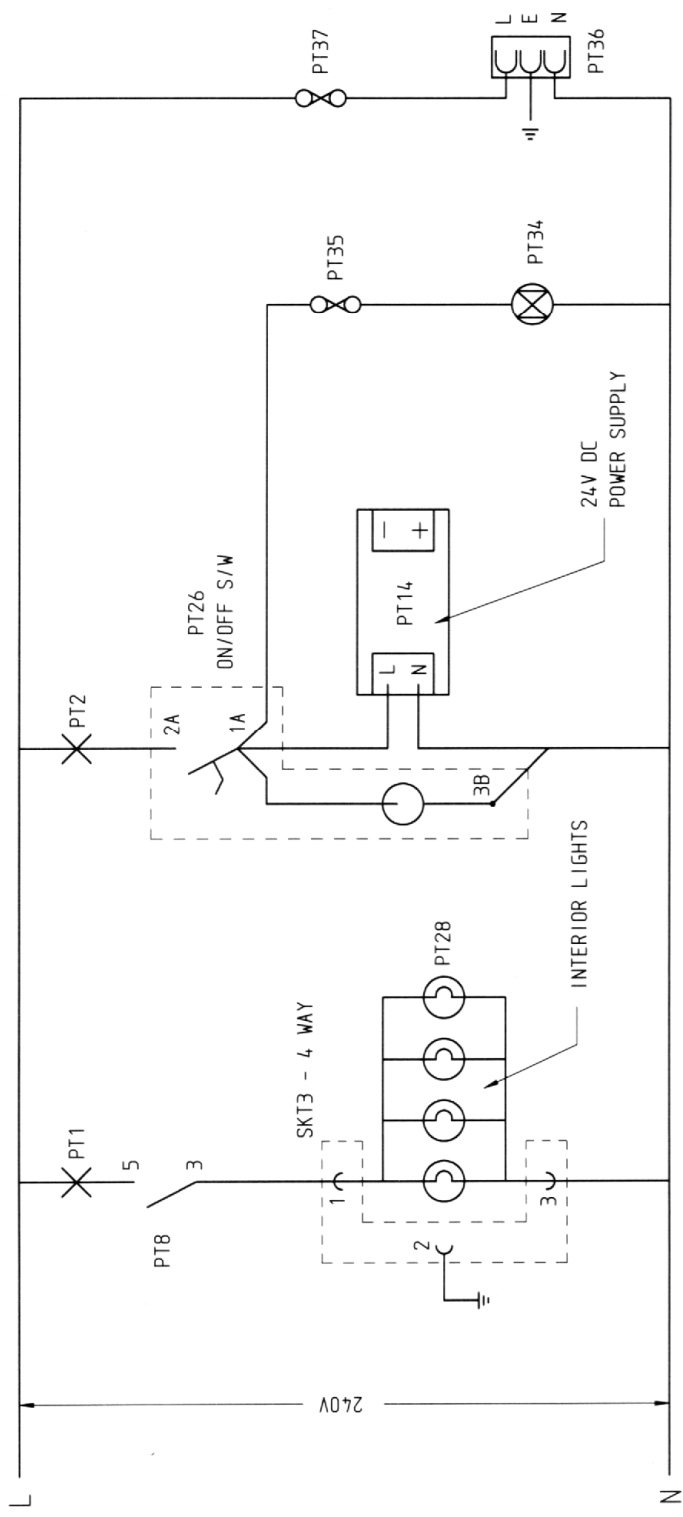 L
N
240V
PT1
5
3
PT8
SKT3 - 4 WAY
1
2
3
PT28
INTERIOR LIGHTS
PT2
2A
1A
PT26
ON/OFF S/W
3B
L
N
PT14
−
+
24V DC
POWER SUPPLY
PT35
PT34
PT37
L
E
N
PT36